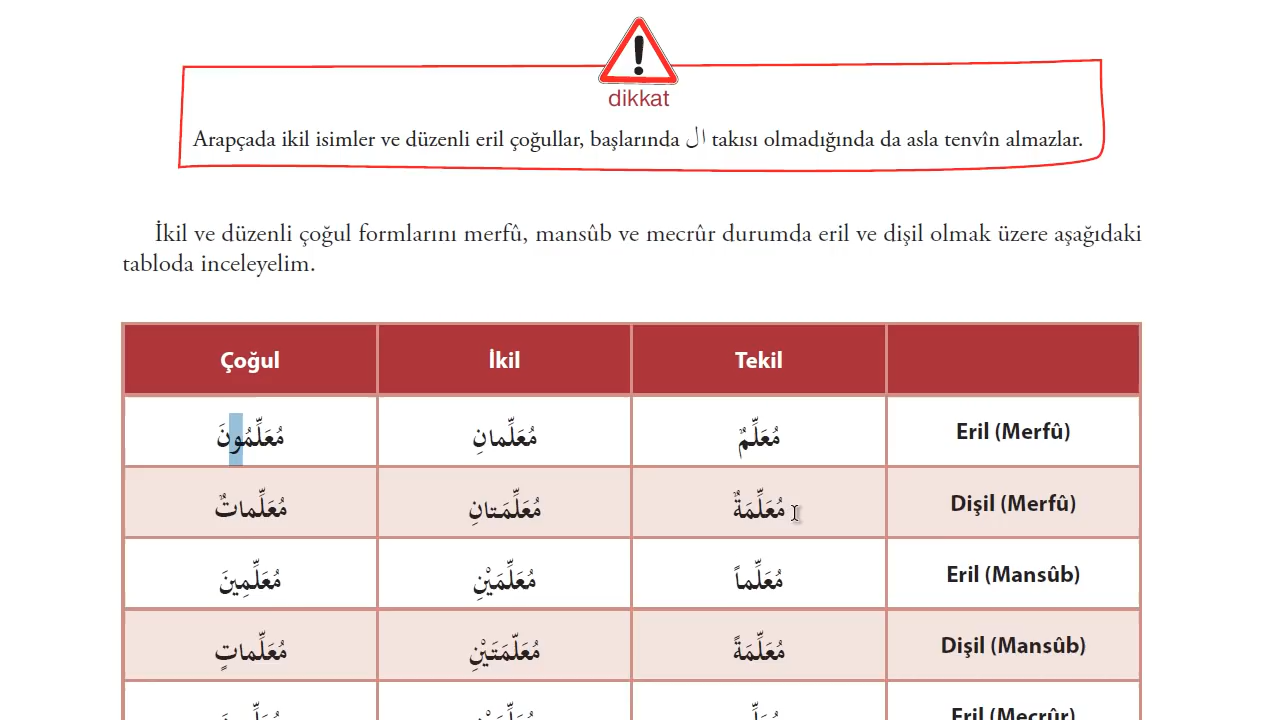 dikkat
Arapçada ikil isimler ve düzenli eril çoğullar, başlarında ال takısı olmadığında da asla tenvîn almazlar.
İkil ve düzenli çoğul formlarını merfû, mansûb ve mecrûr durumda eril ve dişil olmak üzere aşağıdaki
tabloda inceleyelim.
Çoğul İkil Tekil
مُعَلِّمُونَ مُعَلِّمانِ مُعَلِّمٌ Eril (Merfû)
مُعَلِّماتٌ مُعَلِّمَتانِ مُعَلِّمَةٌ Dişil (Merfû)
مُعَلِّمِينَ مُعَلِّمَيْنِ مُعَلِّماً Eril (Mansûb)
مُعَلِّماتٍ مُعَلّمَتَيْنِ مُعَلِّمَةً Dişil (Mansûb)
Eril (Mecrûr)